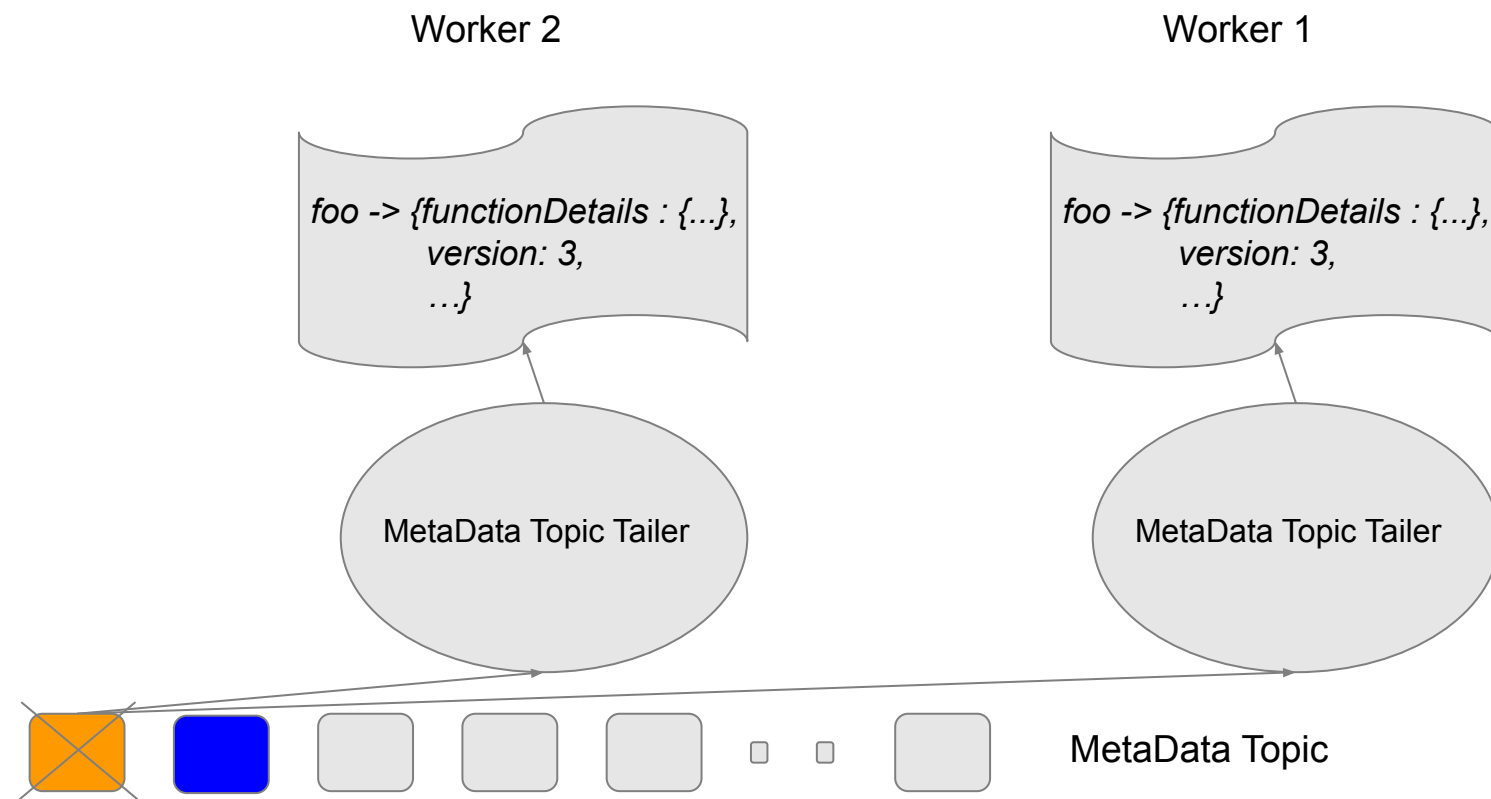 Worker 2
Worker 1
foo -> {functionDetails : {...},
version: 3,
…}
foo -> {functionDetails : {...},
version: 3,
…}
MetaData Topic Tailer
MetaData Topic Tailer
MetaData Topic